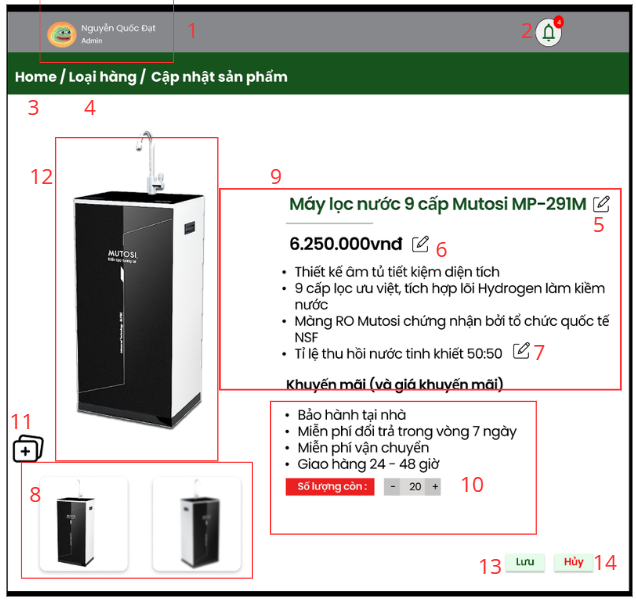 Nguyễn Quốc Đạt
Admin
1
2
4
Home / Loại hàng / Cập nhật sản phẩm
3
4
12
9
Máy lọc nước 9 cấp Mutosi MP-291M
5
6.250.000vnđ
6
MUTOSI
Thiết kế âm tủ tiết kiệm diện tích
9 cấp lọc ưu việt, tích hợp lõi Hydrogen làm kiềm
nước
Màng RO Mutosi chứng nhận bởi tổ chức quốc tế
NSF
Tỉ lệ thu hồi nước tinh khiết 50:50
7
Khuyến mãi (và giá khuyến mãi)
11
Bảo hành tại nhà
Miễn phí đổi trả trong vòng 7 ngày
Miễn phí vận chuyển
Giao hàng 24 - 48 giờ
8
Số lượng còn :
- 20 +
10
13
Lưu
Hủy
14